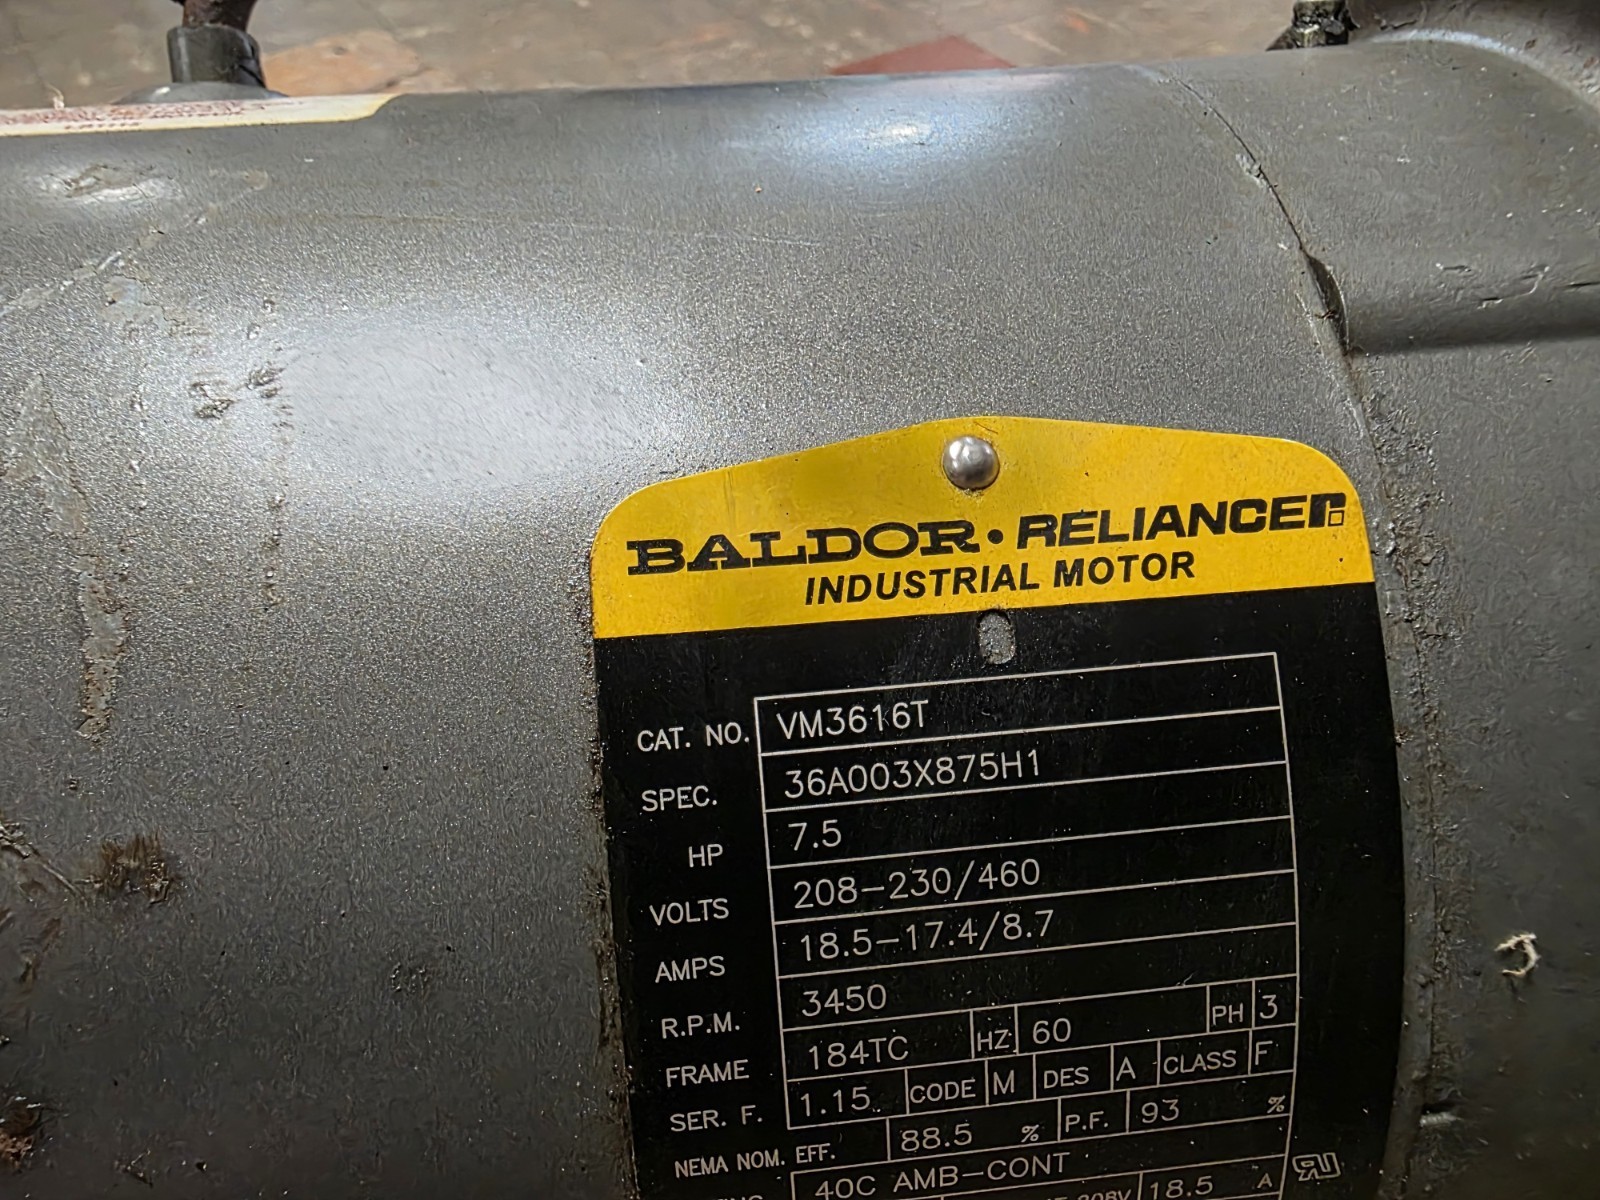 BALDOR • RELIANCE
INDUSTRIAL MOTOR
CAT. NO. VM3616T
SPEC. 36A003X875H1
HP 7.5
VOLTS 208-230/460
AMPS 18.5-17.4/8.7
R.P.M. 3450
FRAME 184TC HZ 60 PH 3
SER. F. 1.15 CODE M DES A CLASS F
NEMA NOM. EFF. 88.5 % P.F. 93 %
40C AMB-CONT
208V 18.5 A